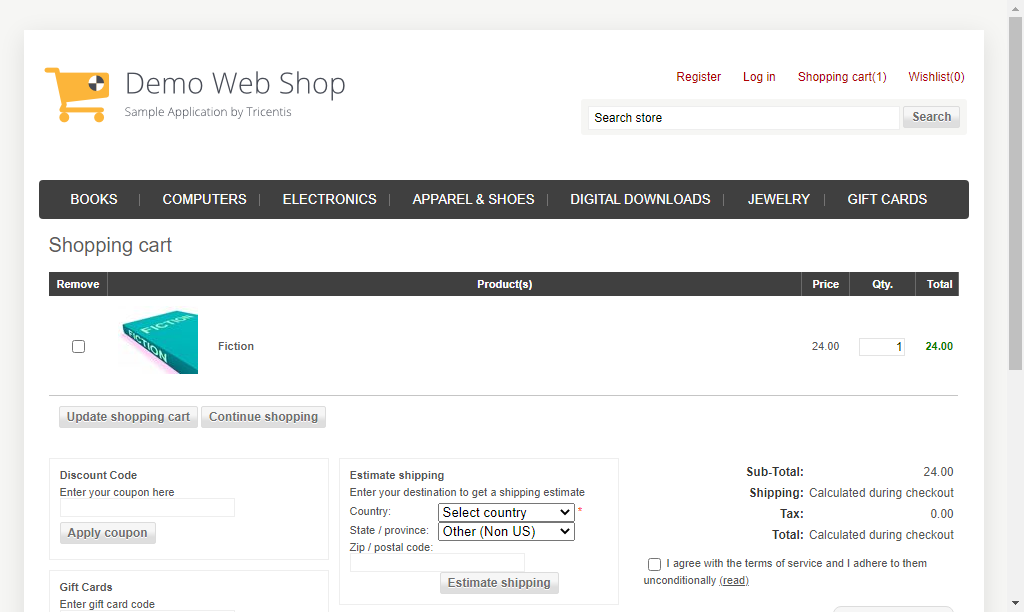 Demo Web Shop
Sample Application by Tricentis
Register Log in Shopping cart(1) Wishlist(0)
Search store Search
BOOKS COMPUTERS ELECTRONICS APPAREL & SHOES DIGITAL DOWNLOADS JEWELRY GIFT CARDS
Shopping cart
Remove Product(s) Price Qty. Total
FICTION
FICTION
Fiction 24.00 1 24.00
Update shopping cart Continue shopping
Discount Code
Enter your coupon here
Apply coupon
Gift Cards
Enter gift card code
Estimate shipping
Enter your destination to get a shipping estimate
Country: Select country *
State / province: Other (Non US)
Zip / postal code:
Estimate shipping
Sub-Total: 24.00
Shipping: Calculated during checkout
Tax: 0.00
Total: Calculated during checkout
I agree with the terms of service and I adhere to them
unconditionally (read)